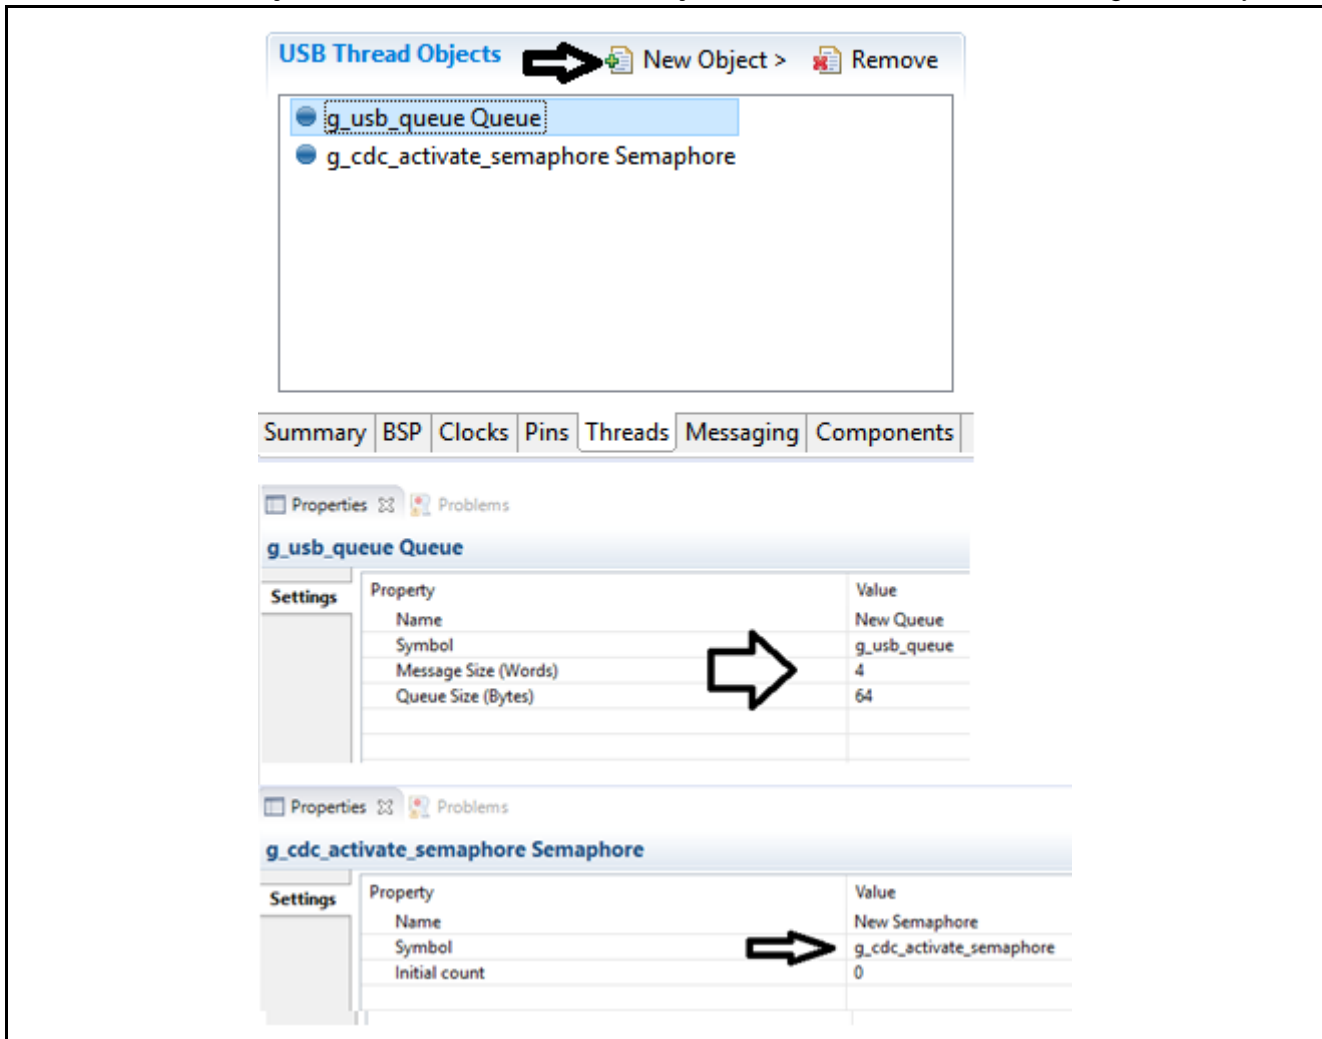 USB Thread Objects New Object > Remove
g_usb_queue Queue
g_cdc_activate_semaphore Semaphore
Summary BSP Clocks Pins Threads Messaging Components
Properties Problems
g_usb_queue Queue
Settings Property Value
Name New Queue
Symbol g_usb_queue
Message Size (Words) 4
Queue Size (Bytes) 64
Properties Problems
g_cdc_activate_semaphore Semaphore
Settings Property Value
Name New Semaphore
Symbol g_cdc_activate_semaphore
Initial count 0